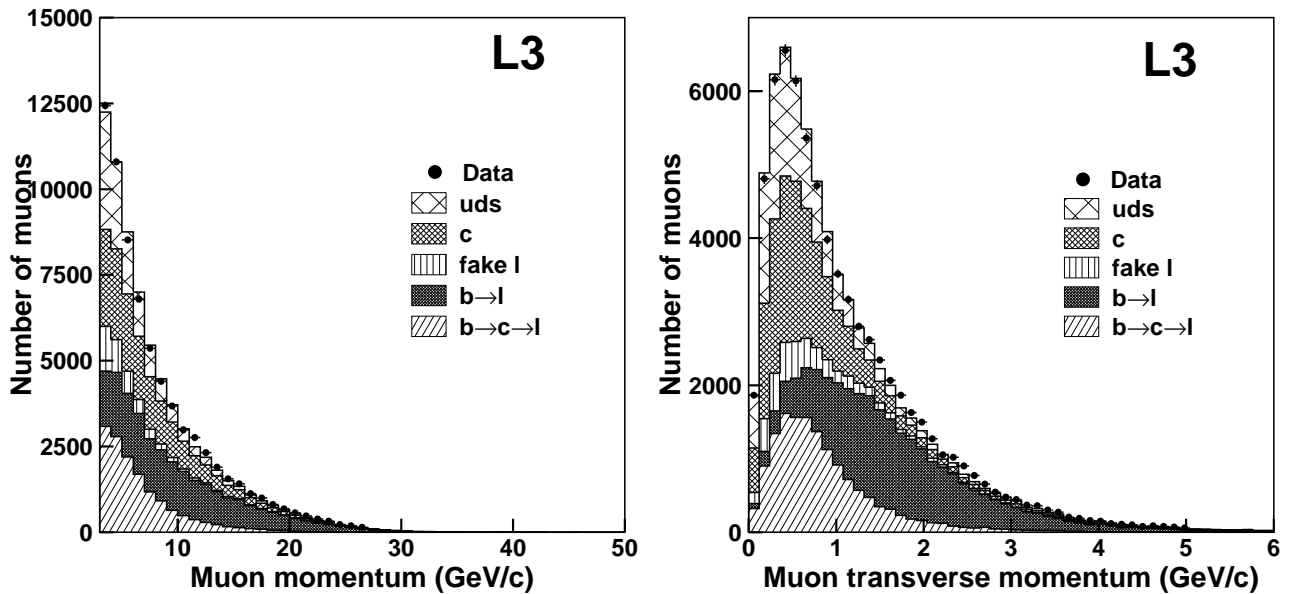 L3
Number of muons
15000
12500
10000
7500
5000
2500
0
Data
uds
c
fake l
b→l
b→c→l
10 20 30 40 50
Muon momentum (GeV/c)
L3
Number of muons
6000
4000
2000
0
Data
uds
c
fake l
b→l
b→c→l
0 1 2 3 4 5 6
Muon transverse momentum (GeV/c)